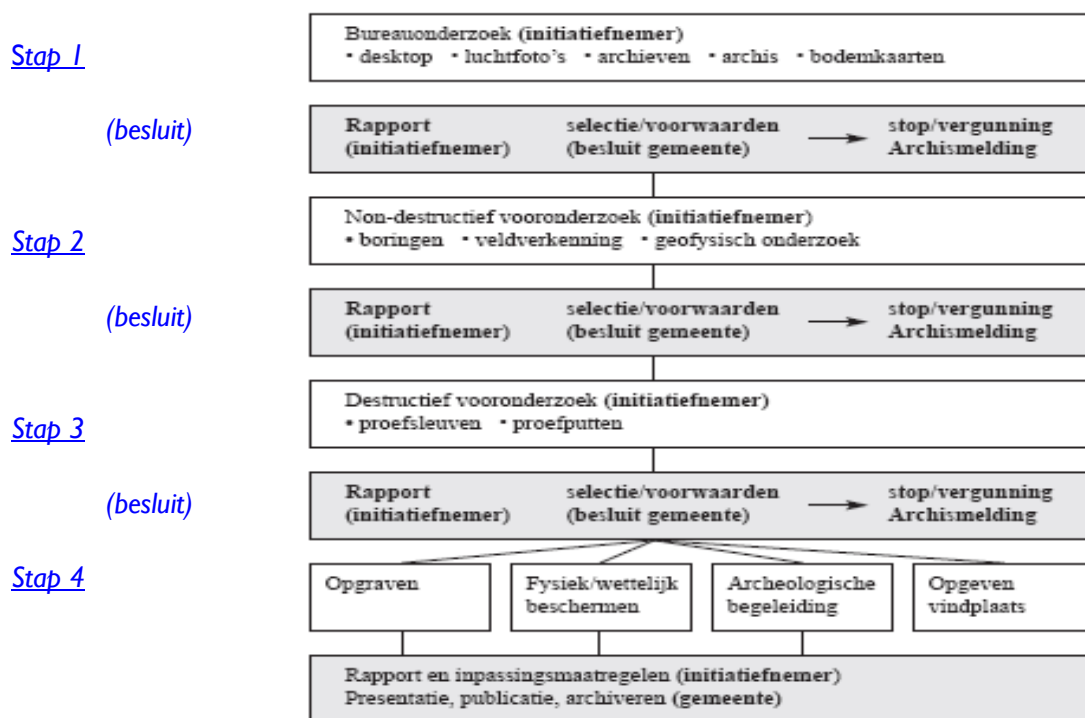 Stap 1
Bureauonderzoek (initiatiefnemer)
• desktop • luchtfoto's • archieven • archis • bodemkaarten
(besluit)
Rapport selectie/voorwaarden stop/vergunning
(initiatiefnemer) (besluit gemeente) Archismelding
Stap 2
Non-destructief vooronderzoek (initiatiefnemer)
• boringen • veldverkenning • geofysisch onderzoek
(besluit)
Rapport selectie/voorwaarden stop/vergunning
(initiatiefnemer) (besluit gemeente) Archismelding
Stap 3
Destructief vooronderzoek (initiatiefnemer)
• proefsleuven • proefputten
(besluit)
Rapport selectie/voorwaarden stop/vergunning
(initiatiefnemer) (besluit gemeente) Archismelding
Stap 4
Opgraven
Fysiek/wettelijk
beschermen
Archeologische
begeleiding
Opgeven
vindplaats
Rapport en inpassingsmaatregelen (initiatiefnemer)
Presentatie, publicatie, archiveren (gemeente)